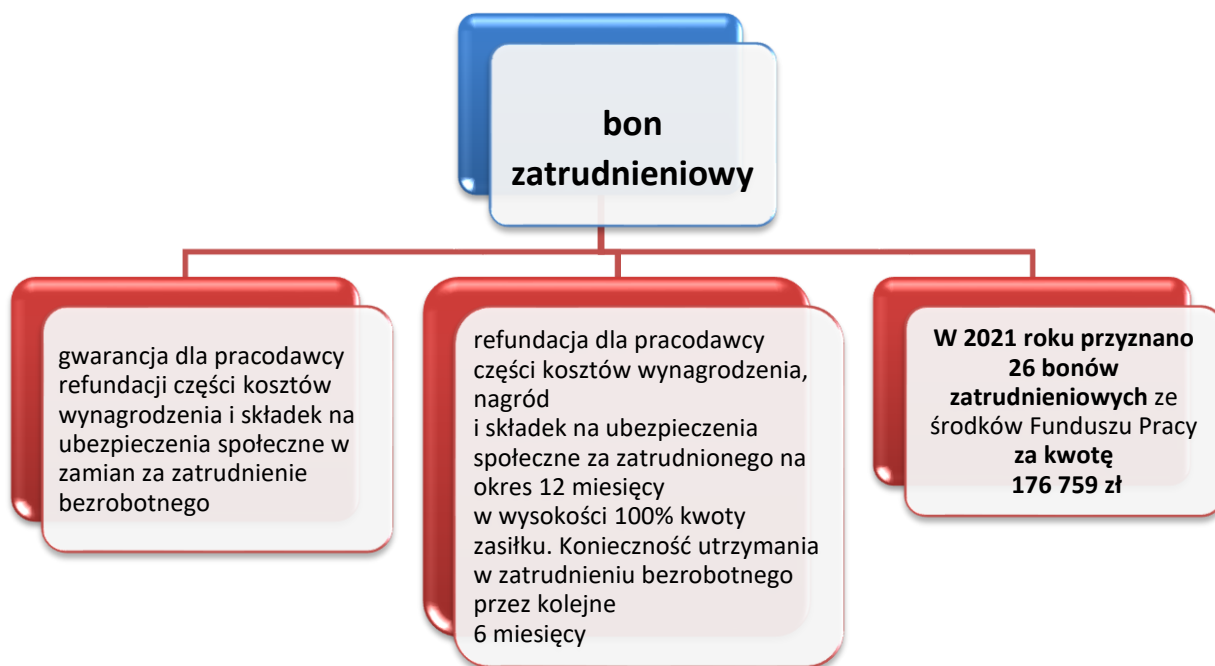 bon
zatrudnieniowy
gwarancja dla pracodawcy
refundacji części kosztów
wynagrodzenia i składek na
ubezpieczenia społeczne w
zamian za zatrudnienie
bezrobotnego
refundacja dla pracodawcy
części kosztów wynagrodzenia,
nagród
i składek na ubezpieczenia
społeczne za zatrudnionego na
okres 12 miesięcy
w wysokości 100% kwoty
zasiłku. Konieczność utrzymania
w zatrudnieniu bezrobotnego
przez kolejne
6 miesięcy
W 2021 roku przyznano
26 bonów
zatrudnieniowych ze
środków Funduszu Pracy
za kwotę
176 759 zł